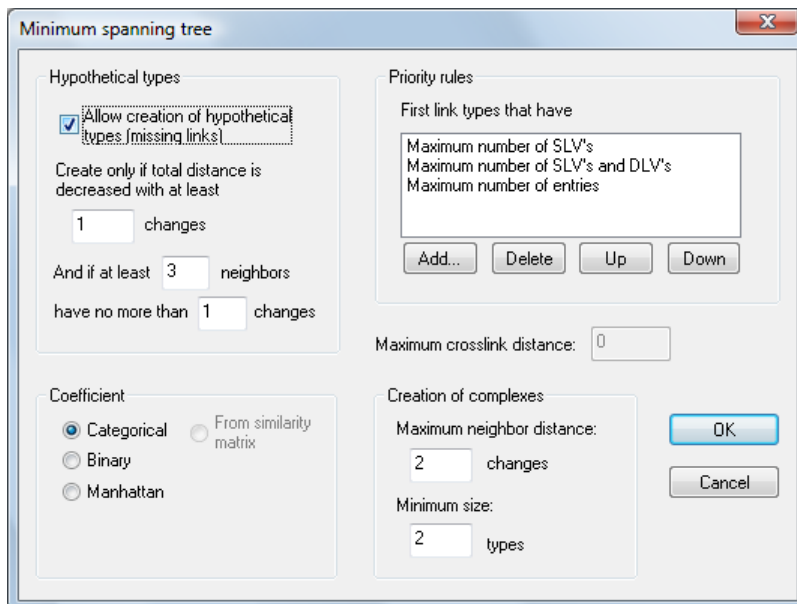 Minimum spanning tree
Hypothetical types
Allow creation of hypothetical
types (missing links)
Create only if total distance is
decreased with at least
1 changes
And if at least 3 neighbors
have no more than 1 changes
Priority rules
First link types that have
Maximum number of SLV's
Maximum number of SLV's and DLV's
Maximum number of entries
Add... Delete Up Down
Maximum crosslink distance: 0
Coefficient
Categorical
From similarity
matrix
Binary
Manhattan
Creation of complexes
Maximum neighbor distance:
2 changes
Minimum size:
2 types
OK
Cancel